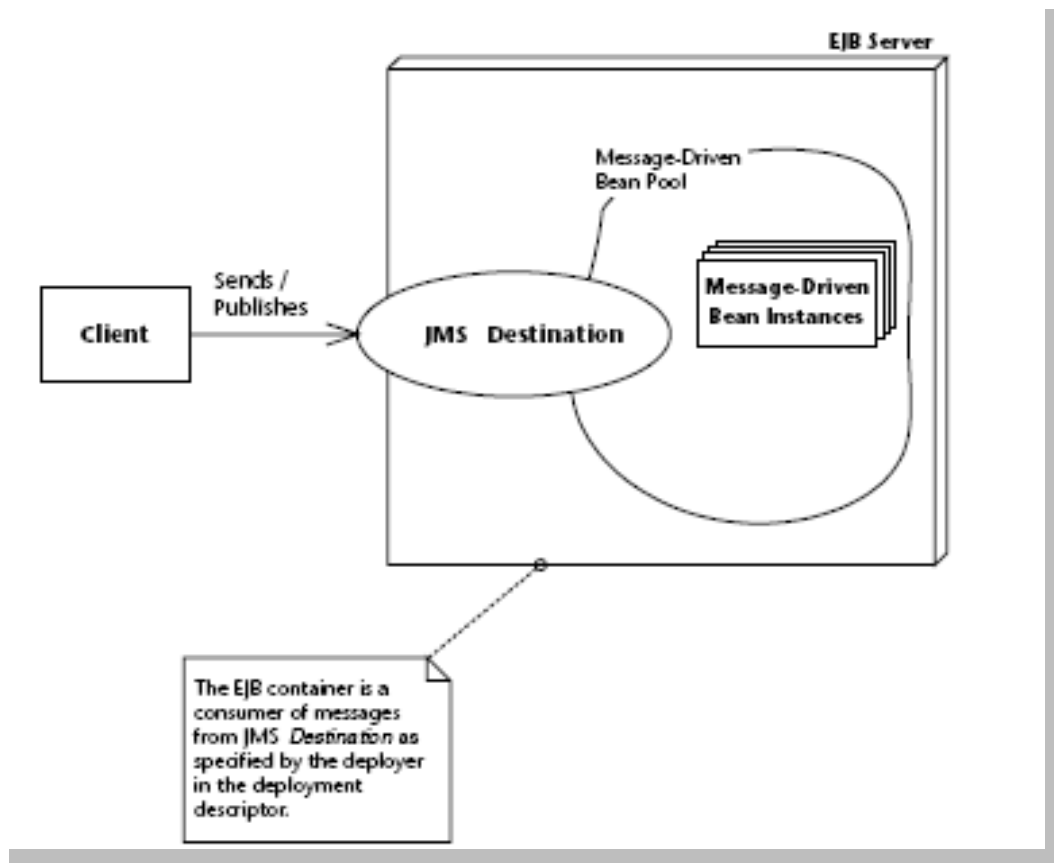 EJB Server
Message-Driven
Bean Pool
Sends /
Publishes
Message-Driven
Bean Instances
Client
JMS Destination
The EJB container is a
consumer of messages
from JMS Destination as
specified by the deployer
in the deployment
descriptor.